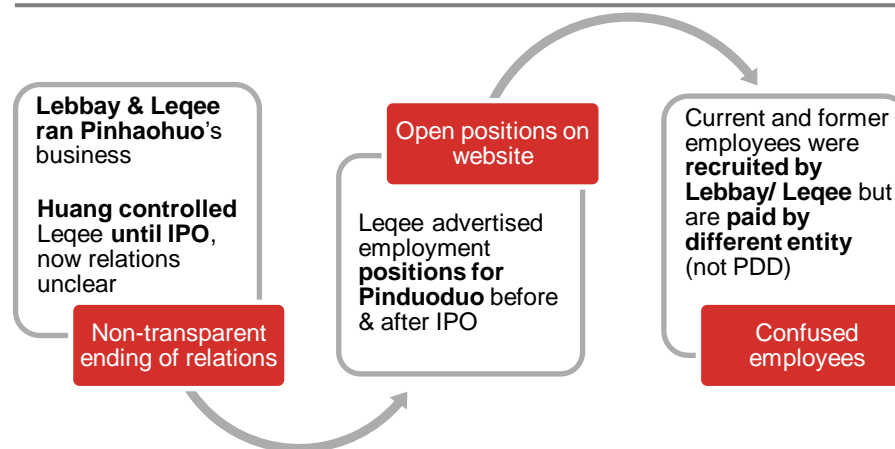 Lebbay & Leqee
ran Pinhaohuo's
business
Huang controlled
Leqee until IPO,
now relations
unclear
Non-transparent
ending of relations
Open positions on
website
Leqee advertised
employment
positions for
Pinduoduo before
& after IPO
Current and former
employees were
recruited by
Lebbay/ Leqee but
are paid by
different entity
(not PDD)
Confused
employees